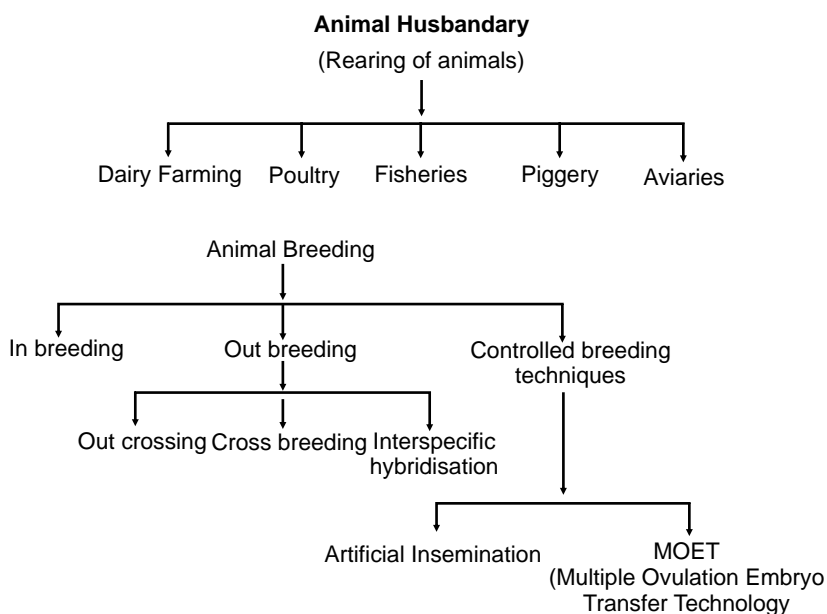 Animal Husbandary
(Rearing of animals)
Dairy Farming Poultry Fisheries Piggery Aviaries
Animal Breeding
In breeding Out breeding Controlled breeding
techniques
Out crossing Cross breeding Interspecific
hybridisation
Artificial Insemination MOET
(Multiple Ovulation Embryo
Transfer Technology